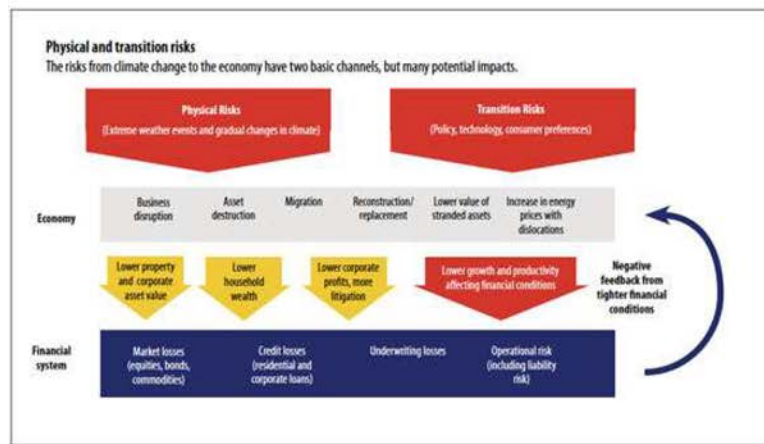 Physical and transition risks
The risks from climate change to the economy have two basic channels, but many potential impacts.
Physical Risks
(Extreme weather events and gradual changes in climate)
Transition Risks
(Policy, technology, consumer preferences)
Economy
Business
disruption
Asset
destruction
Migration
Reconstruction/
replacement
Lower value of
stranded assets
Increase in energy
prices with
dislocations
Lower property
and corporate
asset value
Lower
household
wealth
Lower corporate
profits, more
litigation
Lower growth and productivity
affecting financial conditions
Negative
feedback from
tighter financial
conditions
Financial
system
Market losses
(equities, bonds,
commodities)
Credit losses
(residential and
corporate loans)
Underwriting losses
Operational risk
(including liability
risk)